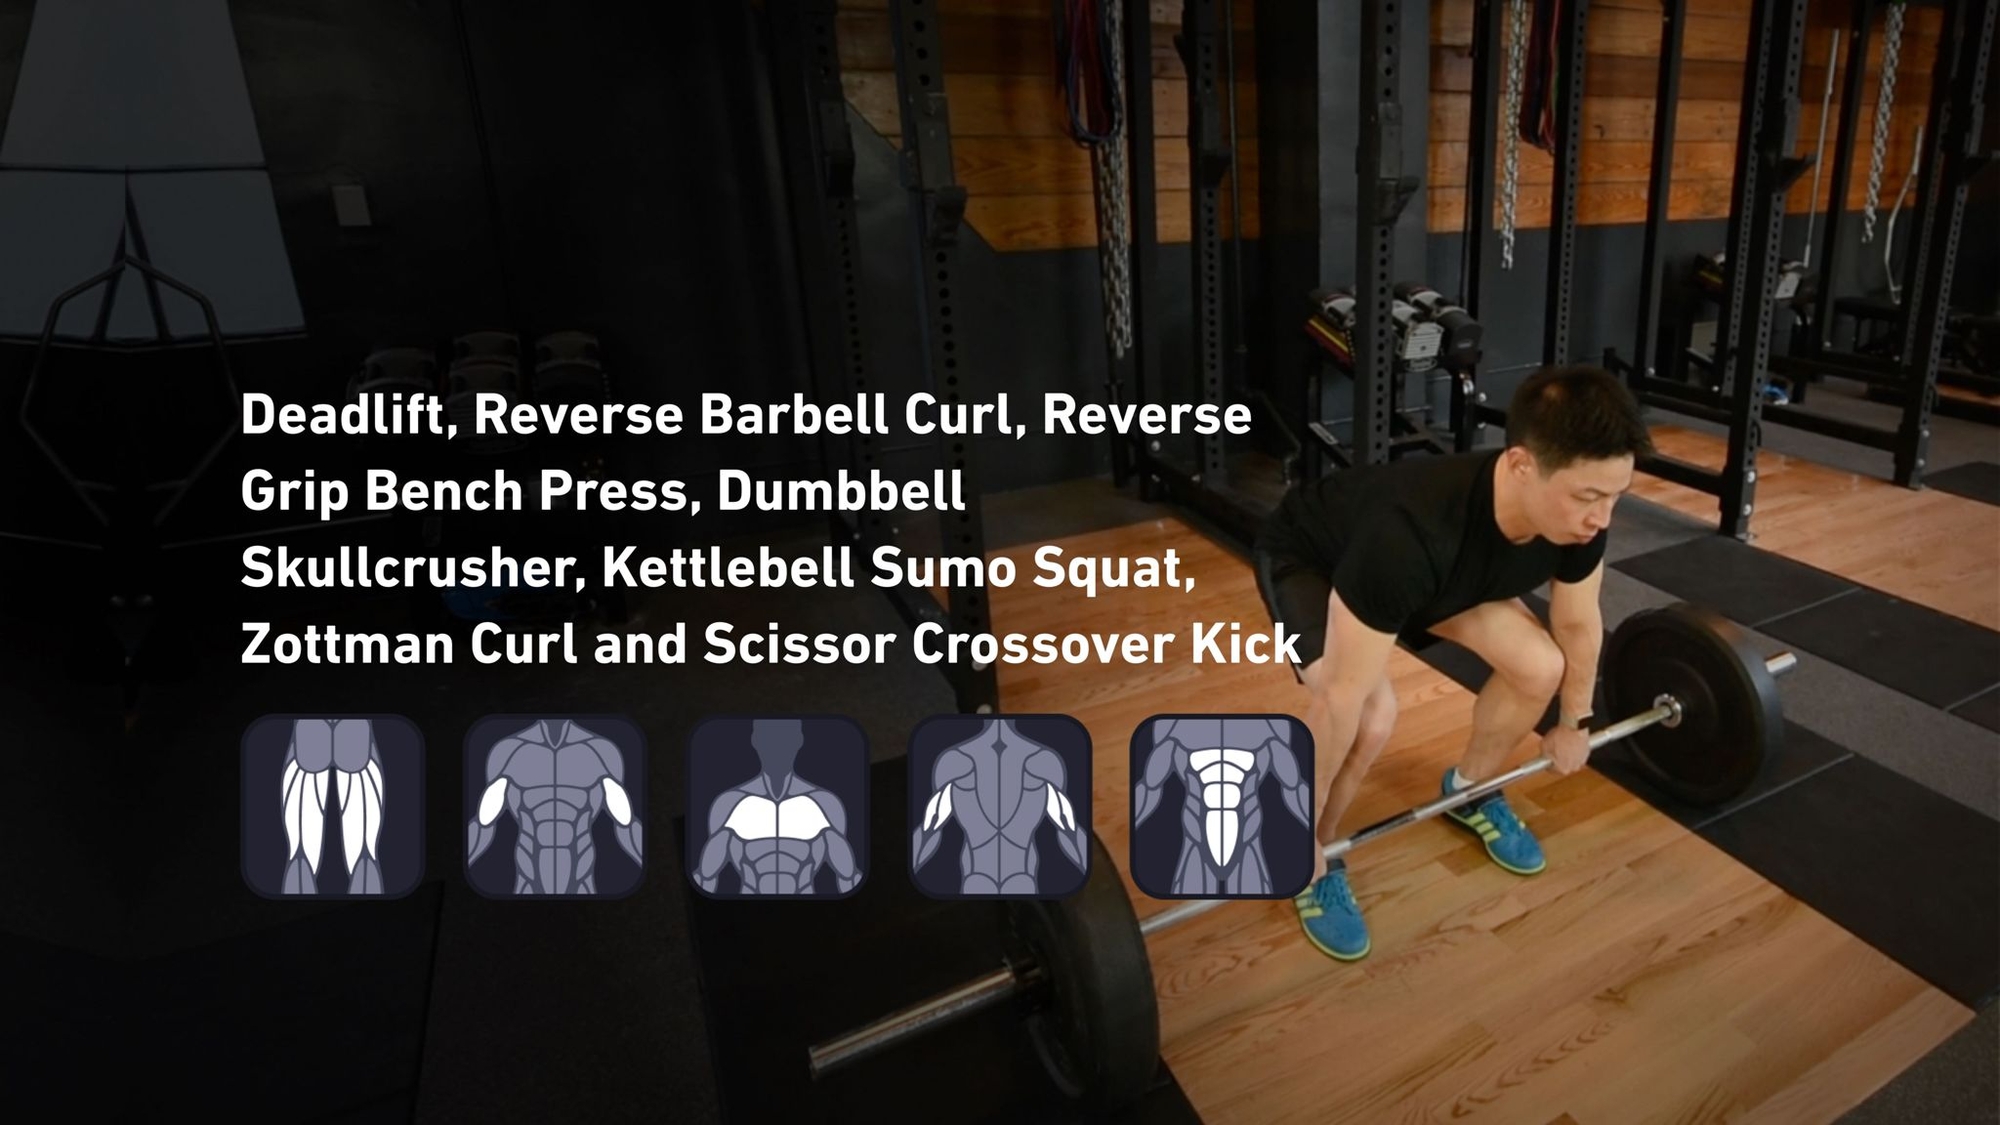 Deadlift, Reverse Barbell Curl, Reverse
Grip Bench Press, Dumbbell
Skullcrusher, Kettlebell Sumo Squat,
Zottman Curl and Scissor Crossover Kick